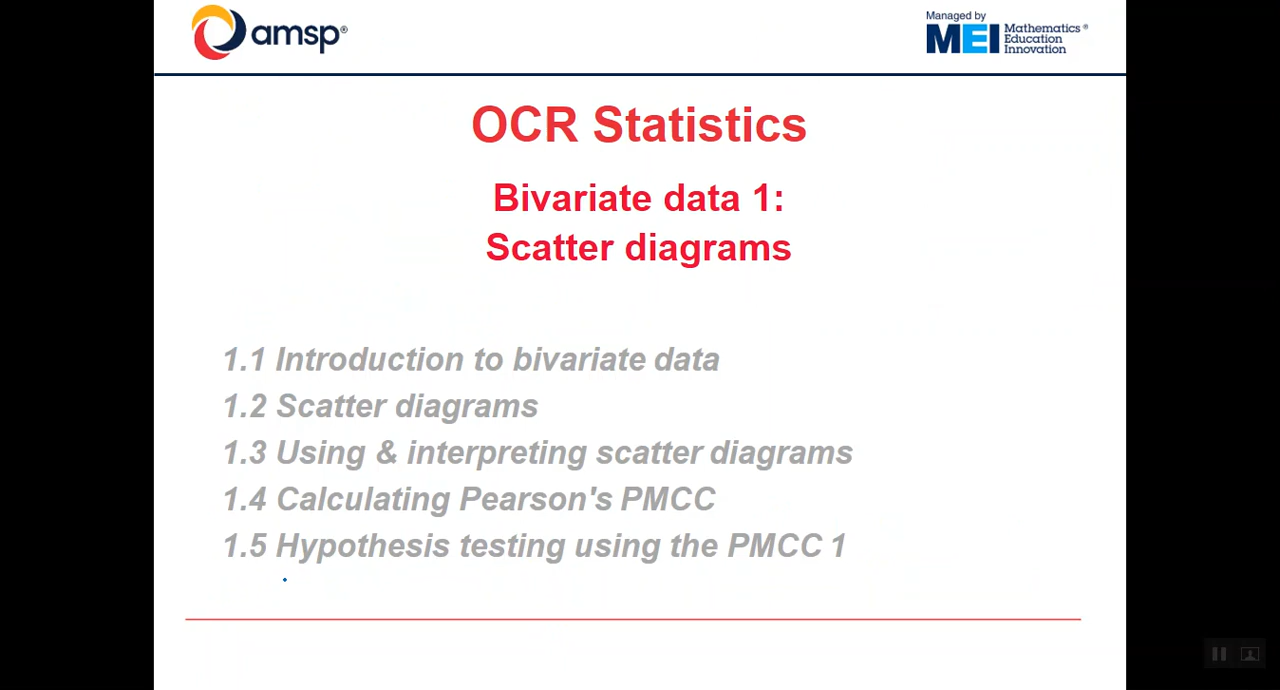 amsp®
Managed by
MEI Mathematics ®
Education
Innovation
OCR Statistics
Bivariate data 1:
Scatter diagrams
1.1 Introduction to bivariate data
1.2 Scatter diagrams
1.3 Using & interpreting scatter diagrams
1.4 Calculating Pearson's PMCC
1.5 Hypothesis testing using the PMCC 1